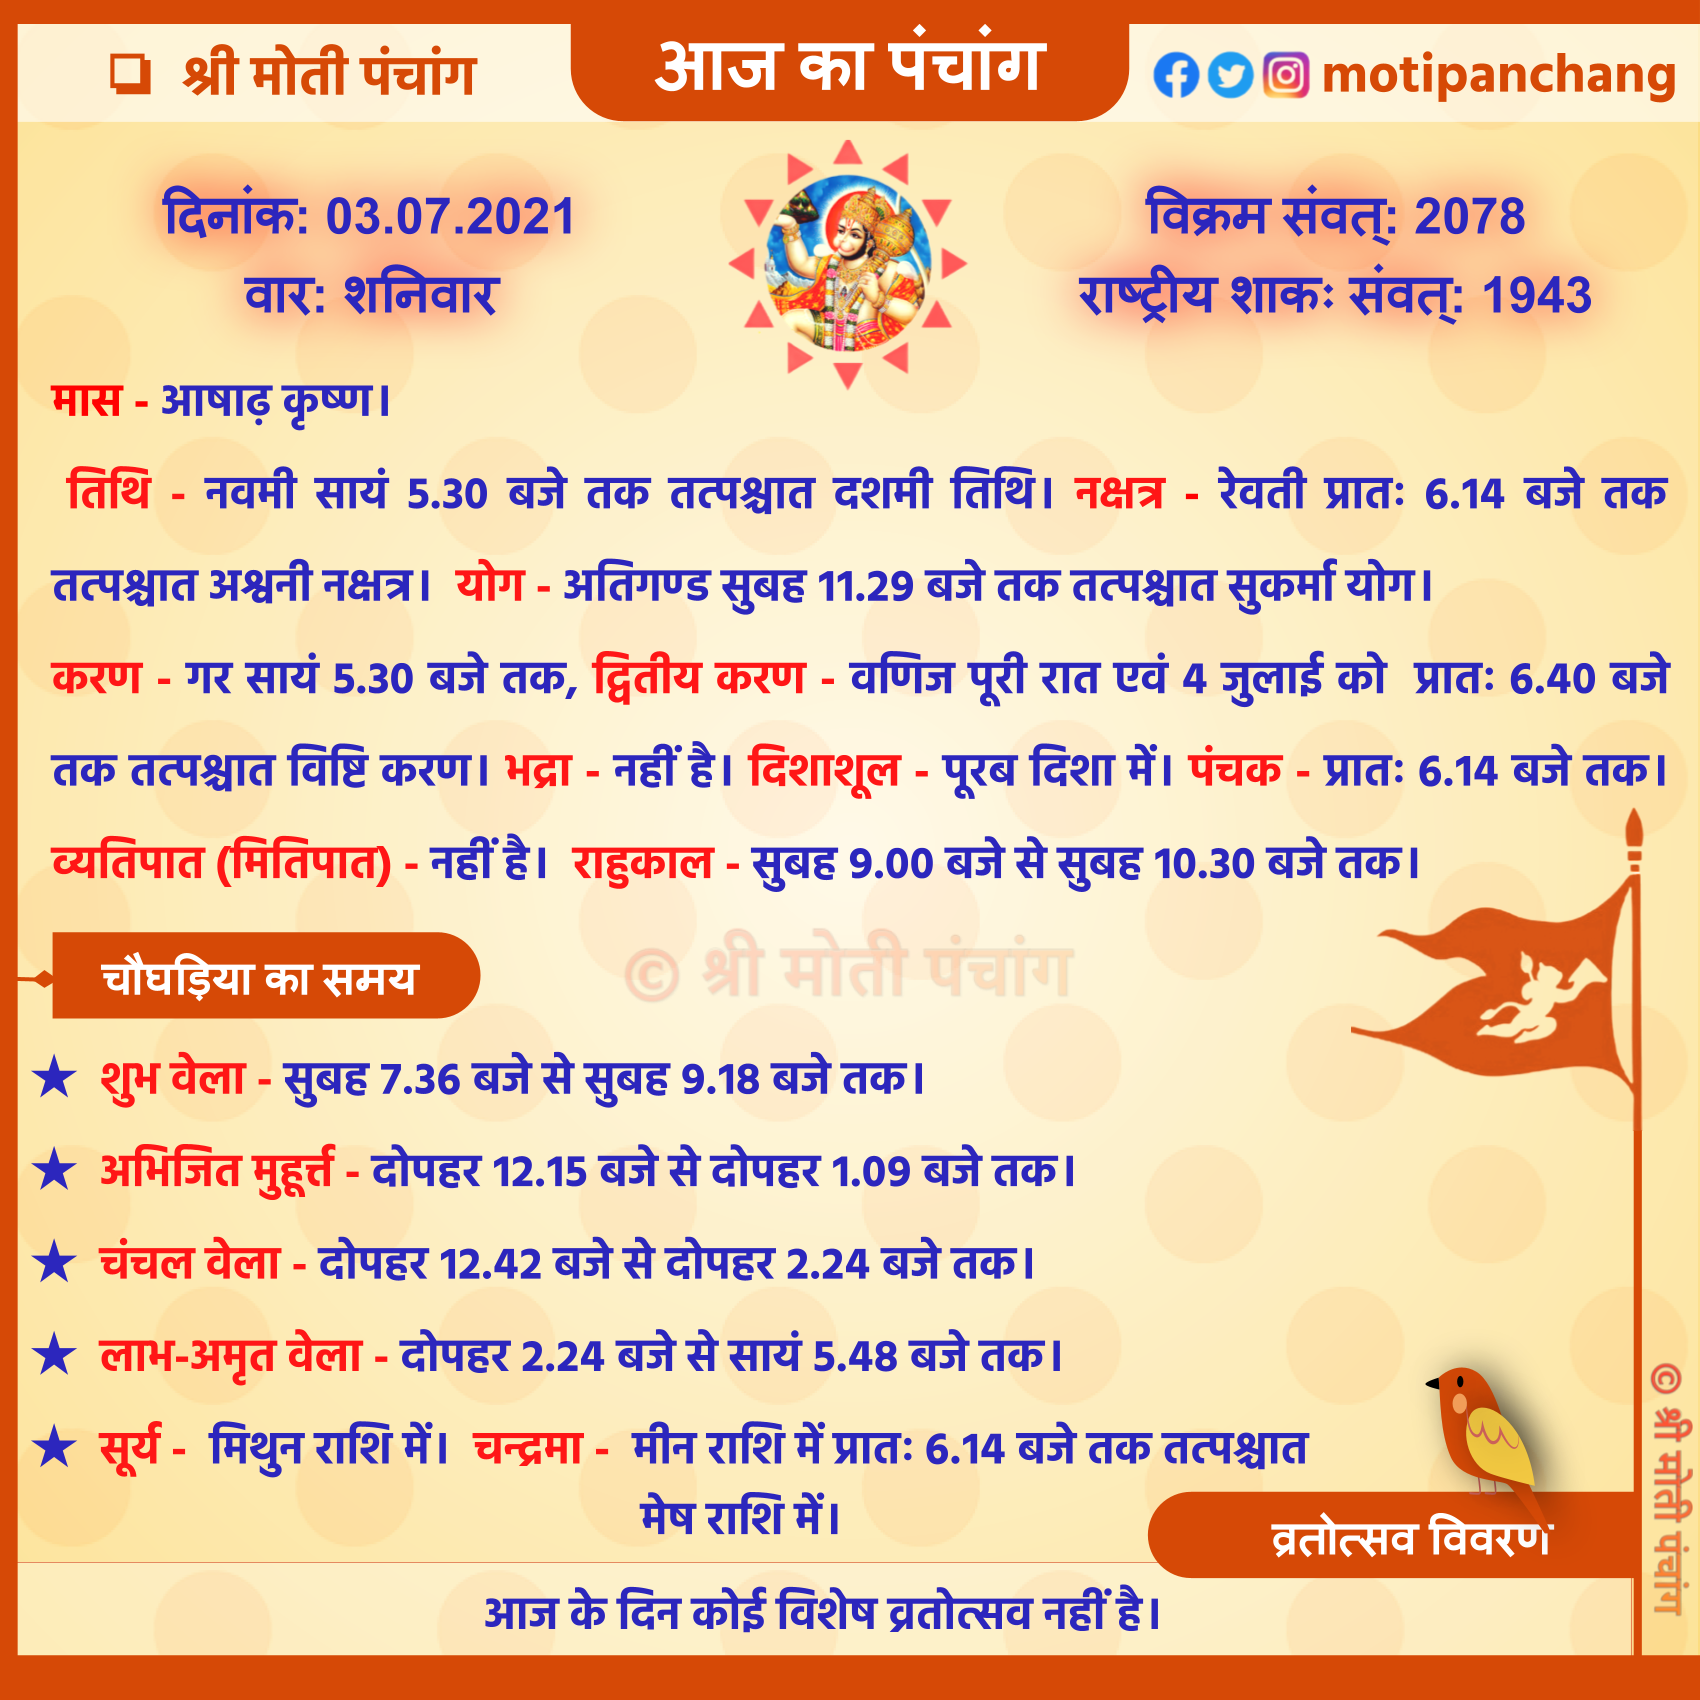 ❏ श्री मोती पंचांग
आज का पंचांग
motipanchang
दिनांक: 03.07.2021
वार: शनिवार
विक्रम संवत्: 2078
राष्ट्रीय शाकः संवत्: 1943
मास - आषाढ़ कृष्ण।
तिथि - नवमी सायं 5.30 बजे तक तत्पश्चात दशमी तिथि। नक्षत्र - रेवती प्रातः 6.14 बजे तक
तत्पश्चात अश्वनी नक्षत्र। योग - अतिगण्ड सुबह 11.29 बजे तक तत्पश्चात सुकर्मा योग।
करण - गर सायं 5.30 बजे तक, द्वितीय करण - वणिज पूरी रात एवं 4 जुलाई को प्रातः 6.40 बजे
तक तत्पश्चात विष्टि करण। भद्रा - नहीं है। दिशाशूल - पूरब दिशा में। पंचक - प्रातः 6.14 बजे तक।
व्यतिपात (मितिपात) - नहीं है। राहुकाल - सुबह 9.00 बजे से सुबह 10.30 बजे तक।
चौघड़िया का समय
© श्री मोती पंचांग
★ शुभ वेला - सुबह 7.36 बजे से सुबह 9.18 बजे तक।
★ अभिजित मुहूर्त्त - दोपहर 12.15 बजे से दोपहर 1.09 बजे तक।
★ चंचल वेला - दोपहर 12.42 बजे से दोपहर 2.24 बजे तक।
★ लाभ-अमृत वेला - दोपहर 2.24 बजे से सायं 5.48 बजे तक।
★ सूर्य - मिथुन राशि में। चन्द्रमा - मीन राशि में प्रातः 6.14 बजे तक तत्पश्चात
मेष राशि में।
व्रतोत्सव विवरण
आज के दिन कोई विशेष व्रतोत्सव नहीं है।
© श्री मोती पंचांग